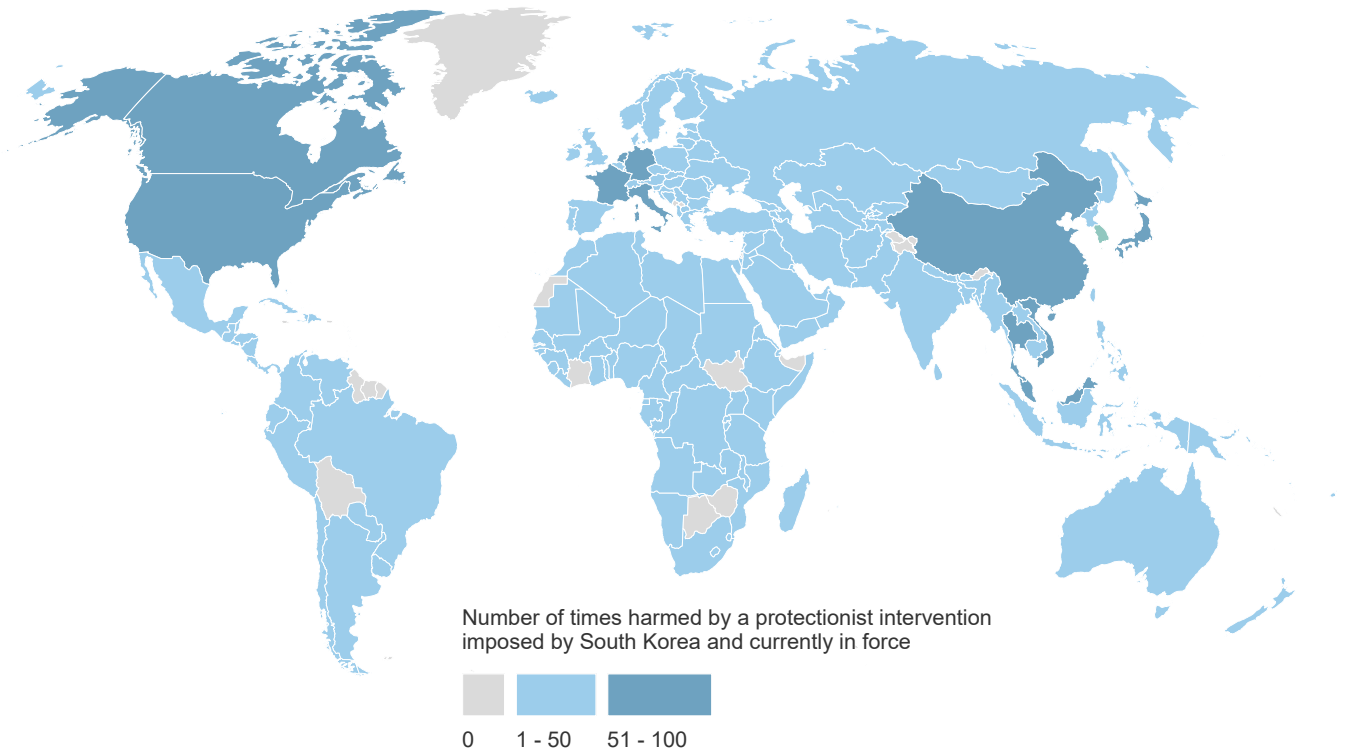 Number of times harmed by a protectionist intervention
imposed by South Korea and currently in force
0 1 - 50 51 - 100